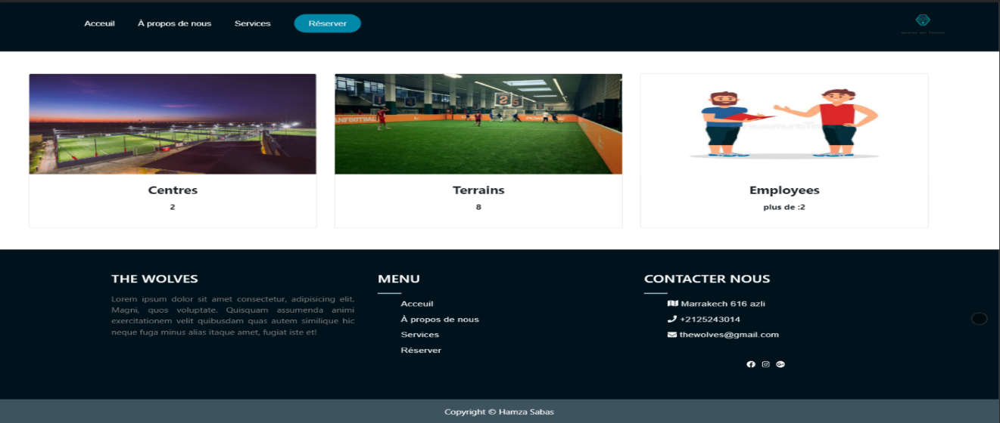 Acceuil À propos de nous Services Réserver
Centres
2
Terrains
8
Employees
plus de :2
THE WOLVES
Lorem ipsum dolor sit amet consectetur, adipisicing elit.
Magni, quos voluptate. Quisquam assumenda animi
exercitationem velit quibusdam quas autem similique hic
neque fuga minus alias itaque amet, fugiat iste et!
MENU
Acceuil
À propos de nous
Services
Réserver
CONTACTER NOUS
Marrakech 616 azli
+2125243014
thewolves@gmail.com
Copyright © Hamza Sabas